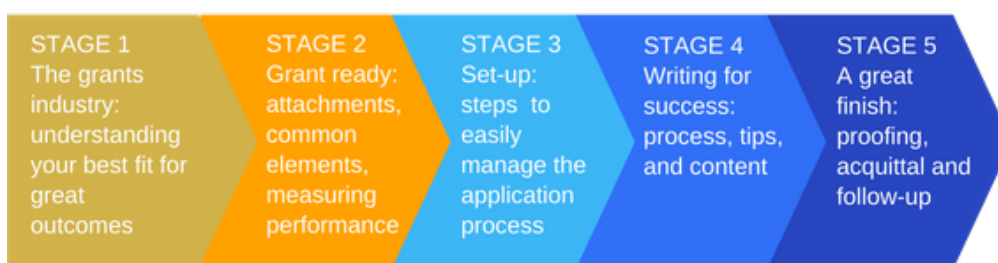 STAGE 1
The grants
industry:
understanding
your best fit for
great
outcomes
STAGE 2
Grant ready:
attachments,
common
elements,
measuring
performance
STAGE 3
Set-up:
steps to
easily
manage the
application
process
STAGE 4
Writing for
success:
process, tips,
and content
STAGE 5
A great
finish:
proofing,
acquittal and
follow-up